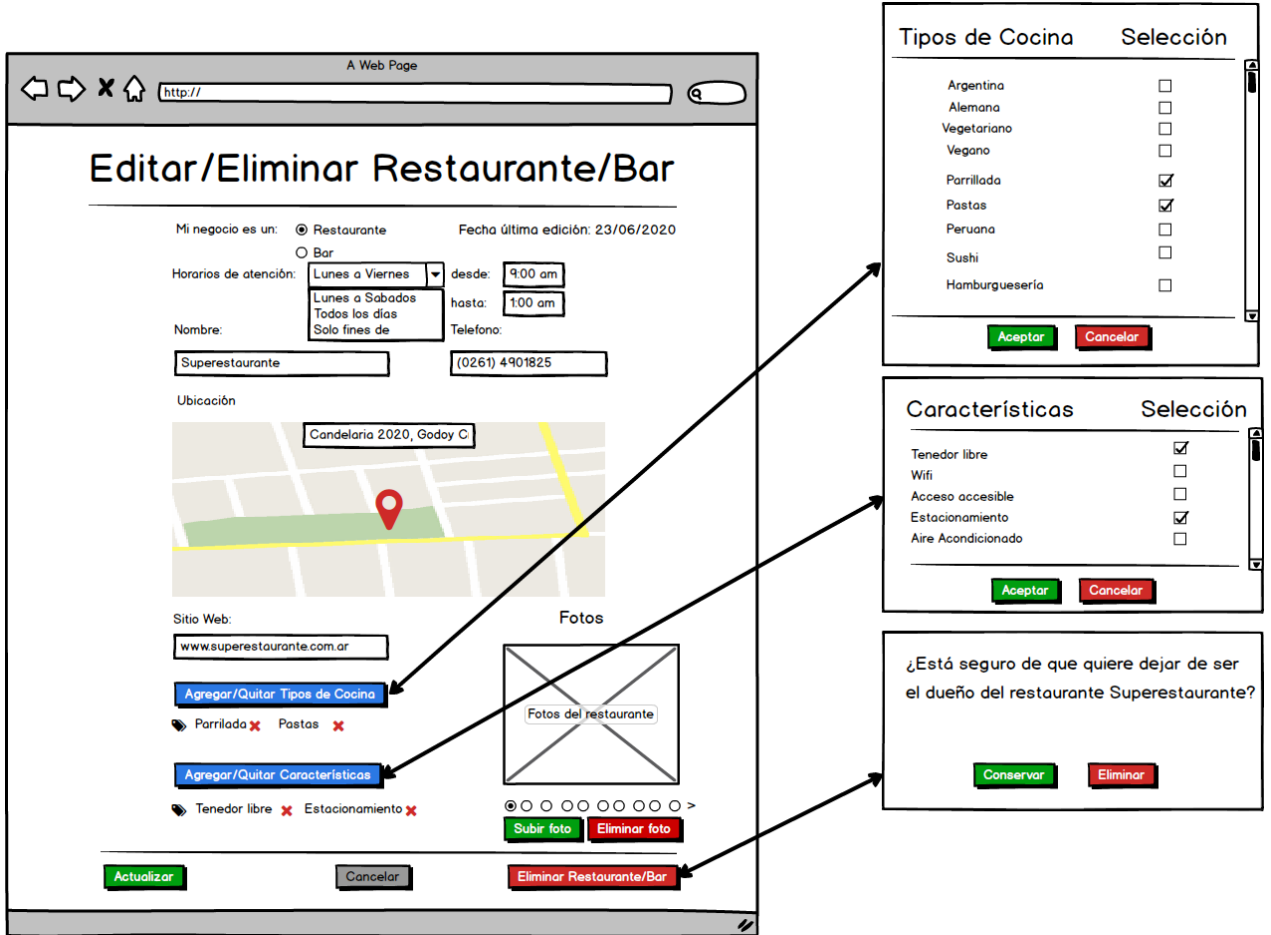 A Web Page
http://
Editar/Eliminar Restaurante/Bar
Mi negocio es un: Restaurante Fecha última edición: 23/06/2020
Bar
Horarios de atención: Lunes a Viernes desde: 9:00 am
Lunes a Sabados hasta: 1:00 am
Todos los días
Nombre: Solo fines de Telefono:
Superestaurante (0261) 4901825
Ubicación
Candelaria 2020, Godoy C
Sitio Web: Fotos
www.superestaurante.com.ar
Agregar/Quitar Tipos de Cocina
Fotos del restaurante
Parrilada Pastas
Agregar/Quitar Características
Tenedor libre Estacionamiento
>
Subir foto Eliminar foto
Actualizar Cancelar Eliminar Restaurante/Bar
Tipos de Cocina Selección
Argentina
Alemana
Vegetariano
Vegano
Parrillada
Pastas
Peruana
Sushi
Hamburguesería
Aceptar Cancelar
Características Selección
Tenedor libre
Wifi
Acceso accesible
Estacionamiento
Aire Acondicionado
Aceptar Cancelar
¿Está seguro de que quiere dejar de ser
el dueño del restaurante Superestaurante?
Conservar Eliminar